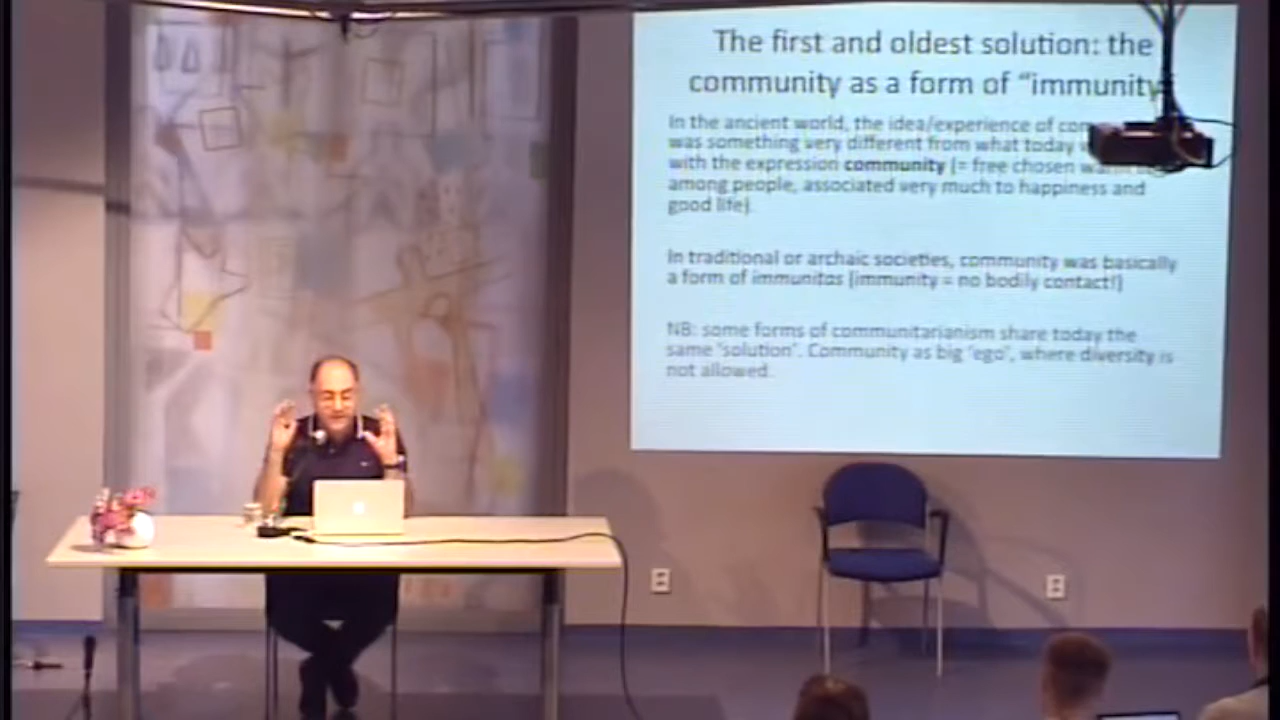 The first and oldest solution: the
community as a form of “immunity
In the ancient world, the idea/experience of
was something very different from what today
with the expression community (= free chosen
among people, associated very much to happiness and
good life).
In traditional or archaic societies, community was basically
a form of immunitas (immunity = no bodily contact!)
NB: some forms of communitarianism share today the
same ‘solution’. Community as big ‘ego’, where diversity is
not allowed.